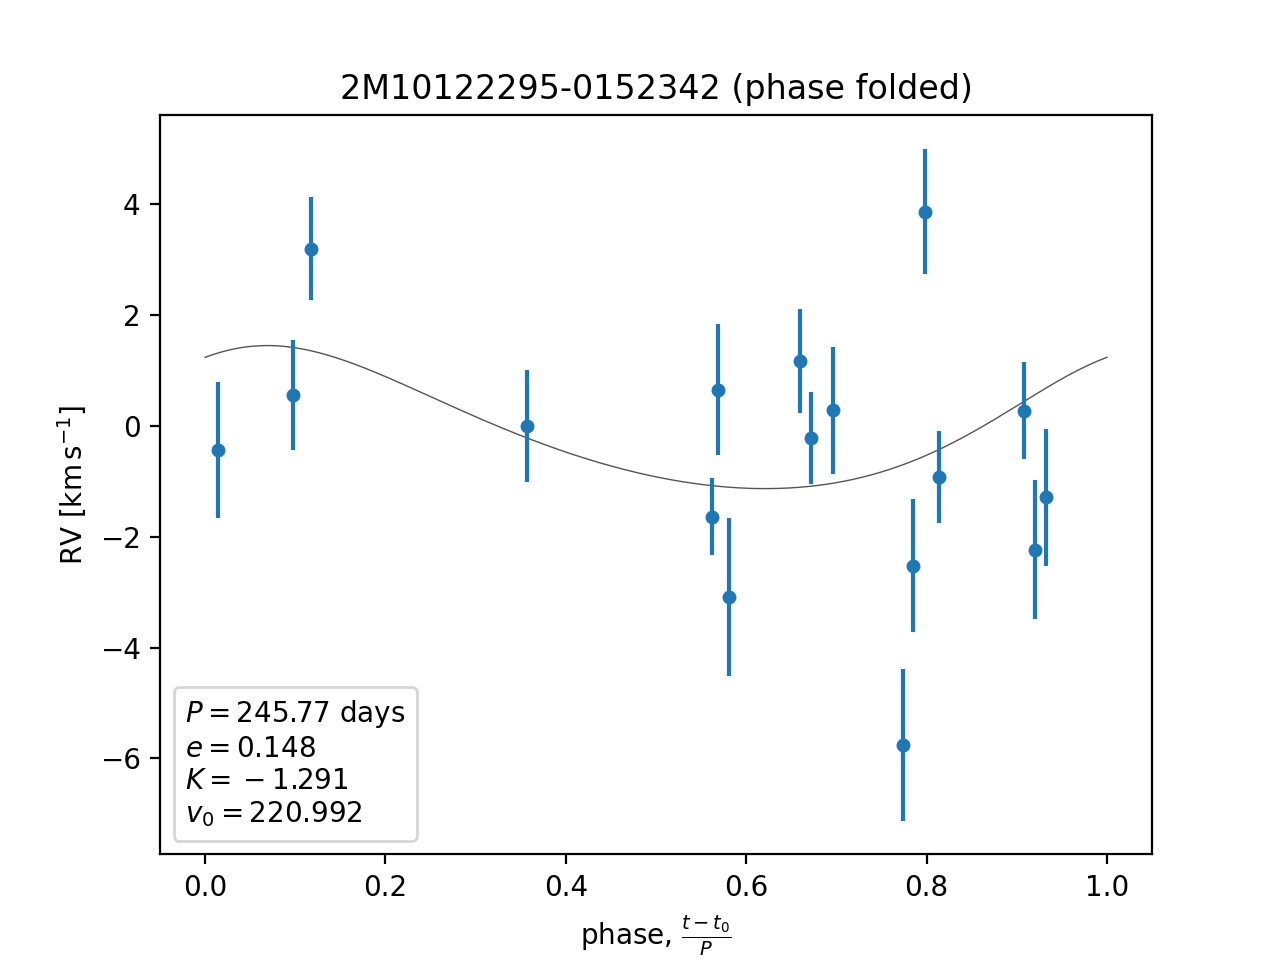 2M10122295-0152342 (phase folded)
RV [km s⁻¹]
4
2
0
−2
−4
−6
P = 245.77 days
e = 0.148
K = −1.291
v₀ = 220.992
0.0 0.2 0.4 0.6 0.8 1.0
phase, (t − t₀)/P